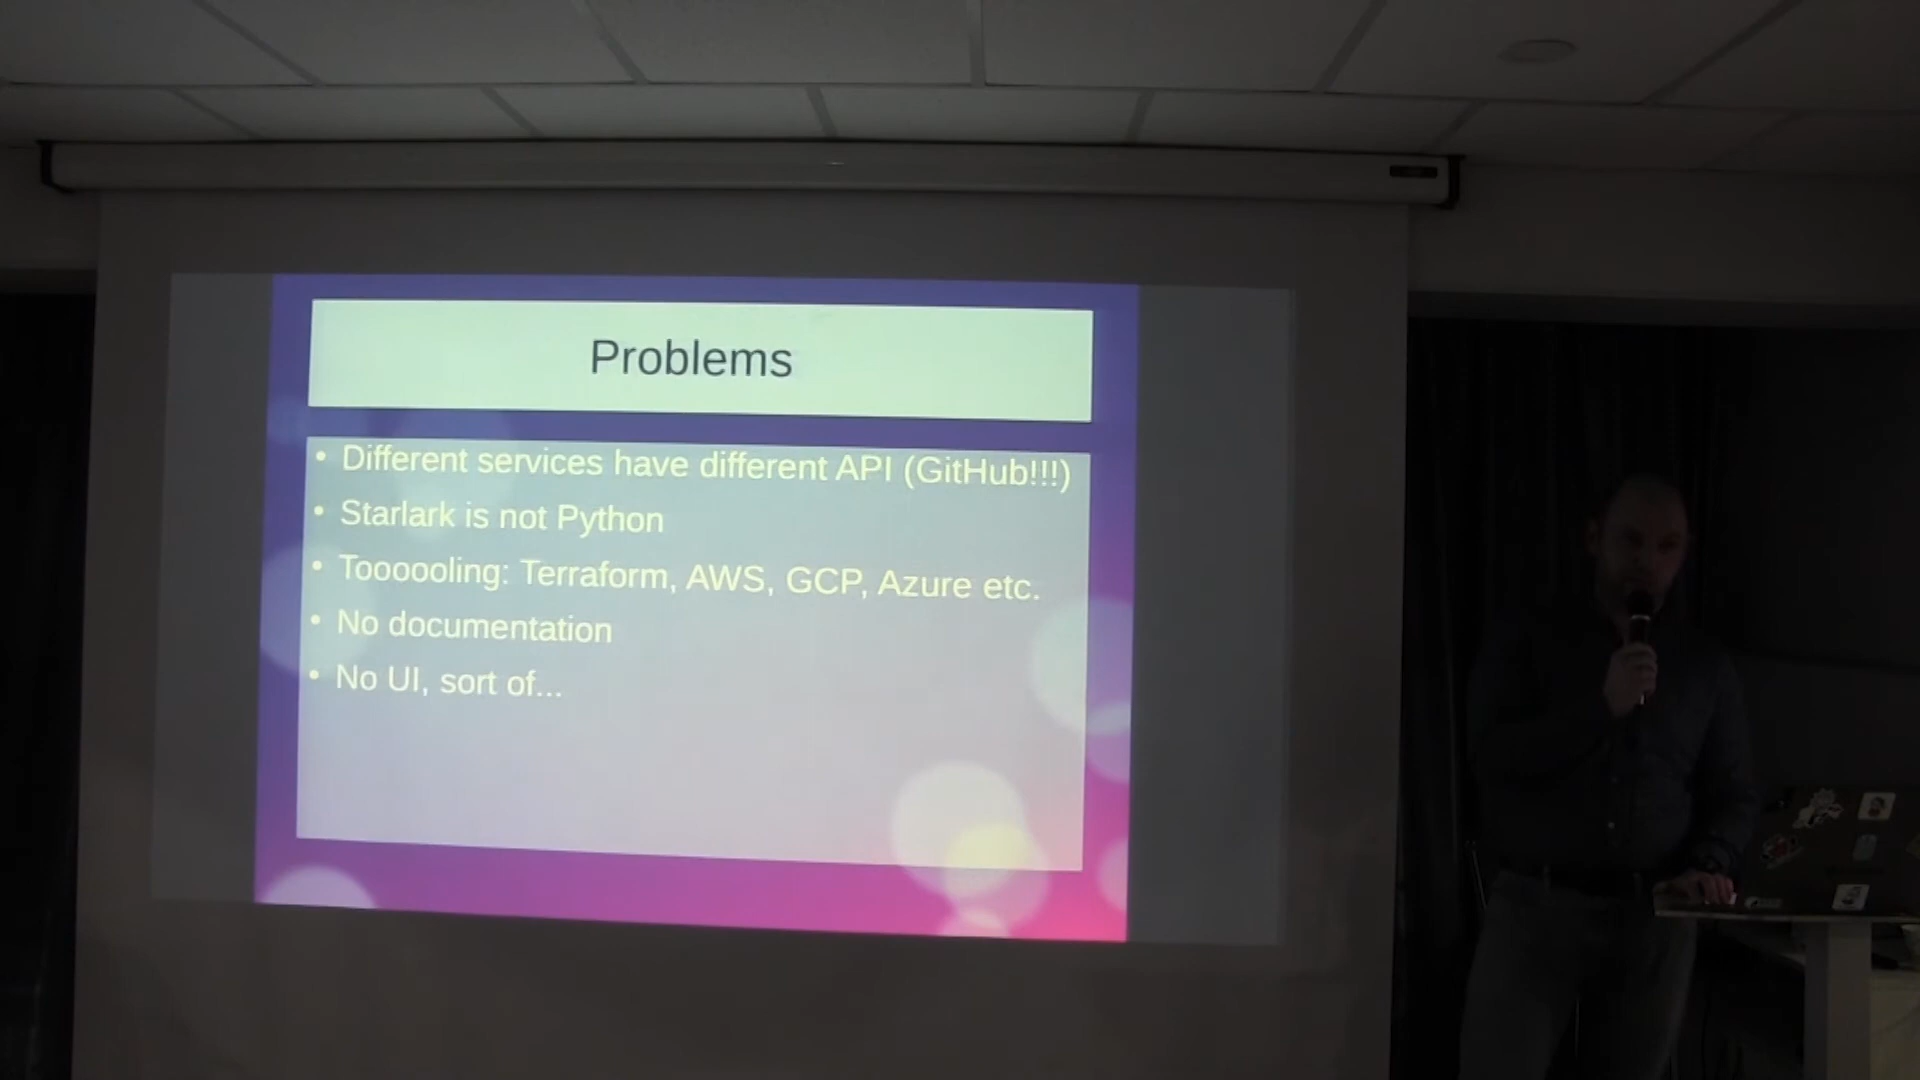 Problems
• Different services have different API (GitHub!!!)
• Starlark is not Python
• Toooooling: Terraform, AWS, GCP, Azure etc.
• No documentation
• No UI, sort of...